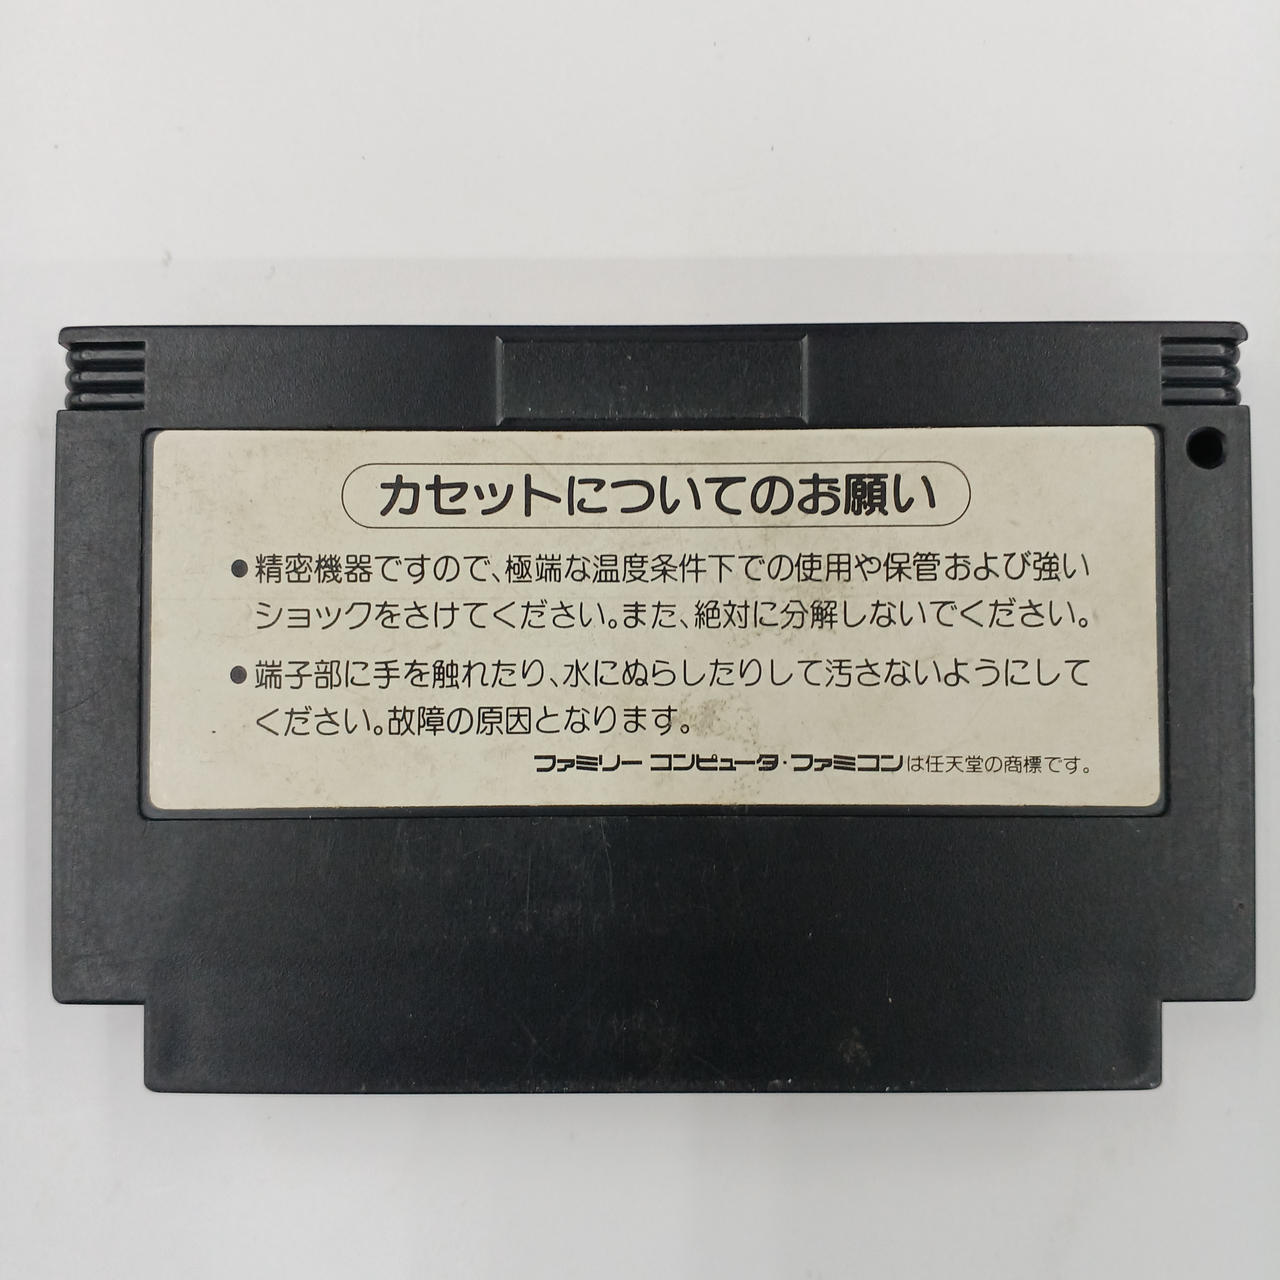 カセットについてのお願い
●精密機器ですので、極端な温度条件下での使用や保管および強い
ショックをさけてください。また、絶対に分解しないでください。
●端子部に手を触れたり、水にぬらしたりして汚さないようにして
ください。故障の原因となります。
ファミリー コンピュータ・ファミコンは任天堂の商標です。